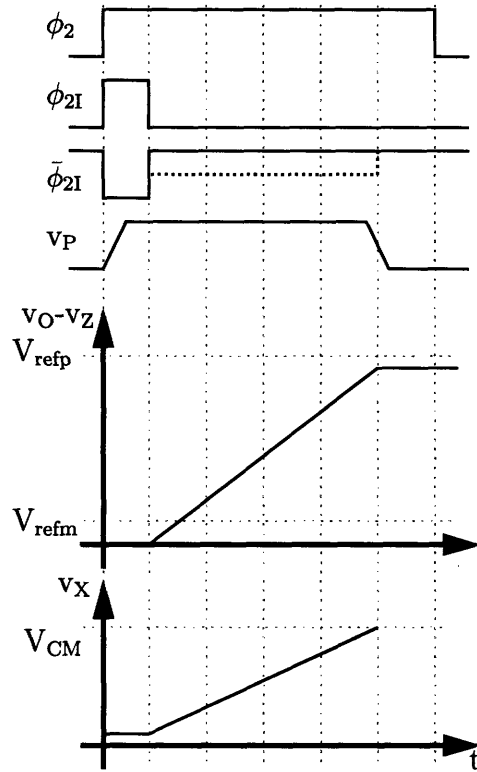 ϕ₂
ϕ₂I
ϕ̄₂I
vP
vO-vZ
Vrefp
Vrefm
vX
VCM
t